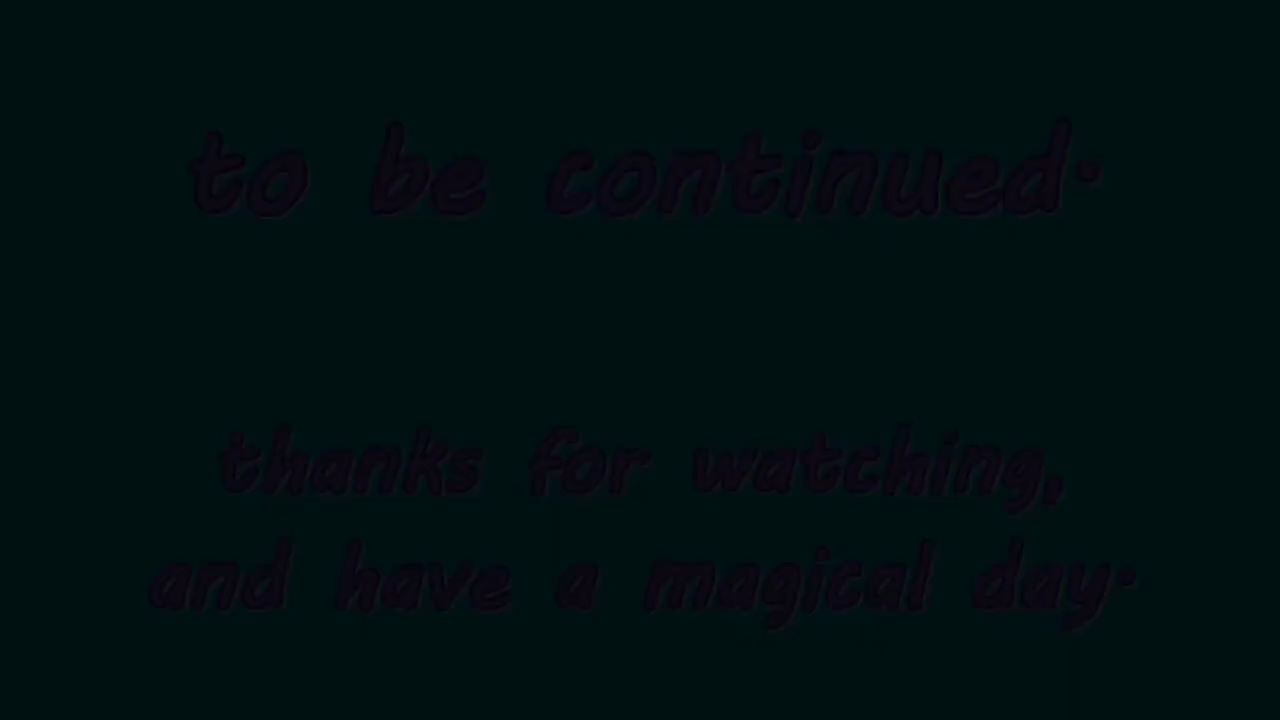 to be continued.
thanks for watching,
and have a magical day.